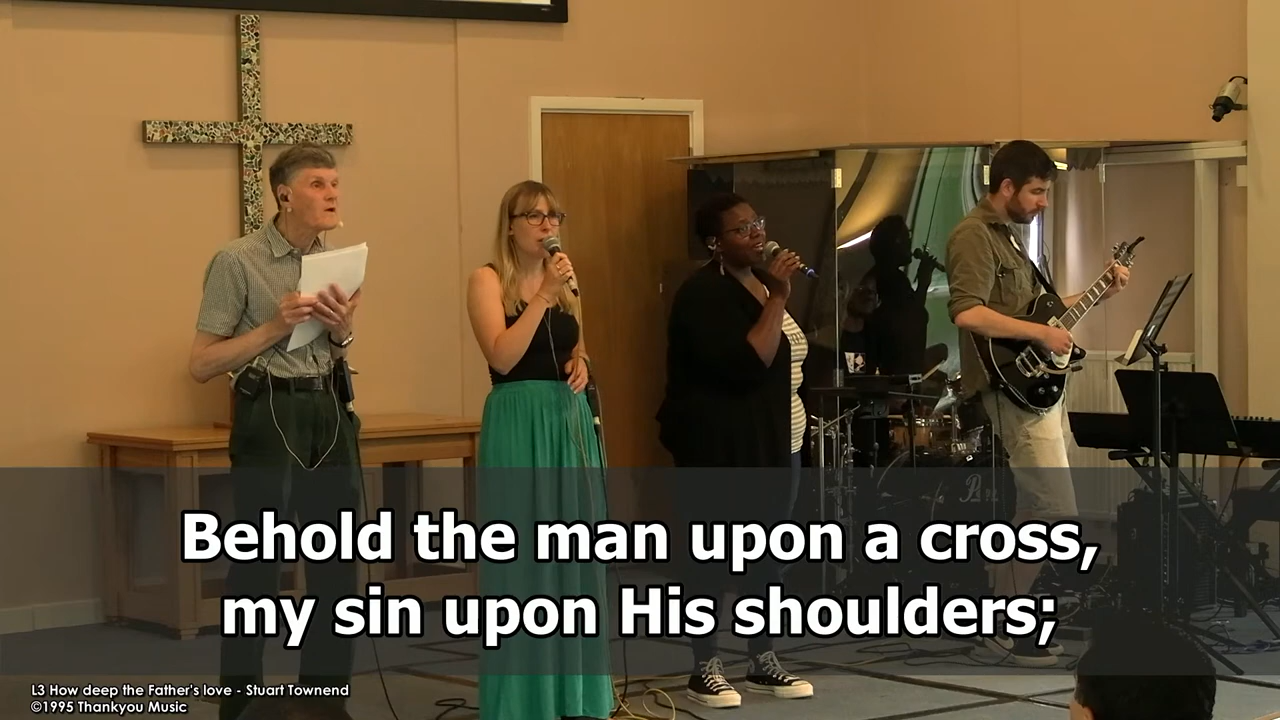 Behold the man upon a cross,
my sin upon His shoulders;
L3 How deep the Father's love - Stuart Townend
©1995 Thankyou Music